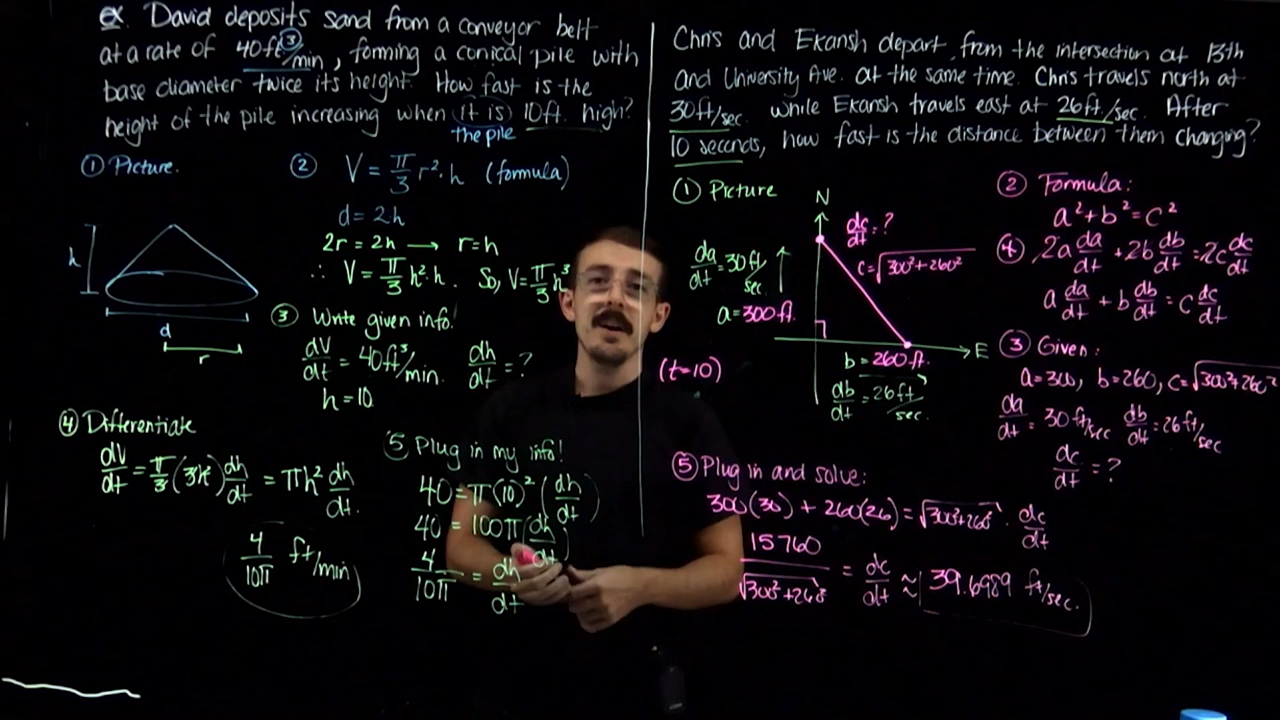 ex. David deposits sand from a conveyor belt
at a rate of 40ft³/min, forming a conical pile with
base diameter twice its height. How fast is the
height of the pile increasing when it is 10ft. high?
the pile
① Picture.
h
d
r
② V = π/3 r²·h (formula)
d = 2h
2r = 2h → r = h
∴ V = π/3 h²·h. So, V = π/3 h³
③ Write given info!
dV/dt = 40ft³/min. dh/dt = ?
h = 10
④ Differentiate
dV/dt = π/3 (3h²) dh/dt = πh² dh/dt.
4/10π ft/min
⑤ Plug in my info!
40 = π(10)² (dh/dt)
40 = 100π (dh/dt)
4/10π = dh/dt
Chris and Ekansh depart from the intersection at 13th
and University Ave. at the same time. Chris travels north at
30ft/sec. while Ekansh travels east at 26ft/sec. After
10 seconds, how fast is the distance between them changing?
① Picture
N
dc/dt = ?
da/dt = 30ft/sec.
c = √300²+260²
a = 300ft.
E
b = 260ft.
(t=10)
db/dt = 26ft/sec.
② Formula:
a² + b² = c²
④ 2a da/dt + 2b db/dt = 2c dc/dt
a da/dt + b db/dt = c dc/dt
③ Given:
a = 300, b = 260, c = √300²+260²
da/dt = 30 ft/sec db/dt = 26ft/sec
dc/dt = ?
⑤ Plug in and solve:
300(30) + 260(26) = √300²+260² · dc/dt
15760/√300²+260² = dc/dt ≈ 39.6989 ft/sec.